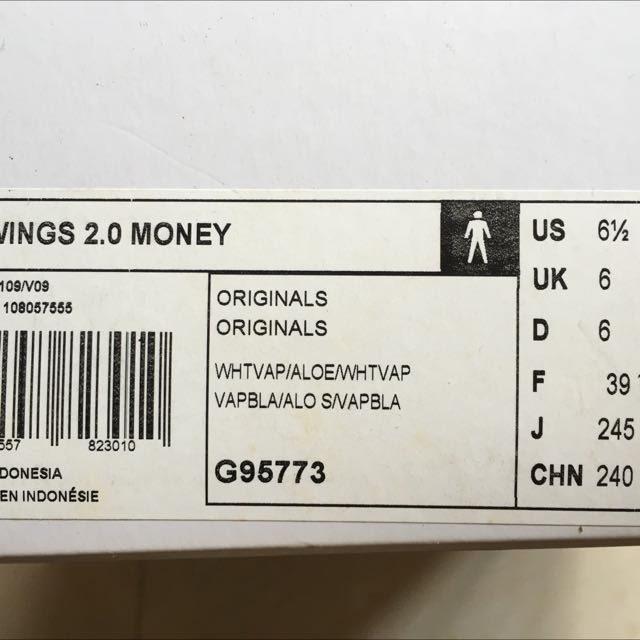 WINGS 2.0 MONEY
109/V09
108057555
557 823010
DONESIA
EN INDONÉSIE
ORIGINALS
ORIGINALS
WHTVAP/ALOE/WHTVAP
VAPBLA/ALO S/VAPBLA
G95773
US 6½
UK 6
D 6
F 39
J 245
CHN 240